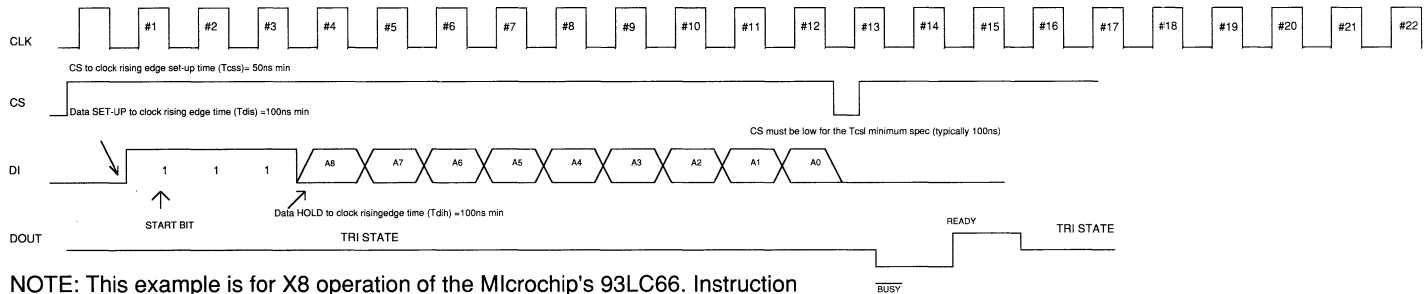 #1 #2 #3 #4 #5 #6 #7 #8 #9 #10 #11 #12 #13 #14 #15 #16 #17 #18 #19 #20 #21 #22
CLK
CS to clock rising edge set-up time (Tcss)= 50ns min
CS
Data SET-UP to clock rising edge time (Tdis) =100ns min
CS must be low for the Tcsl minimum spec (typically 100ns)
DI 1 1 1 A8 A7 A6 A5 A4 A3 A2 A1 A0
Data HOLD to clock risingedge time (Tdih) =100ns min
START BIT
READY
DOUT TRI STATE TRI STATE
NOTE: This example is for X8 operation of the MIcrochip's 93LC66. Instruction
BUSY